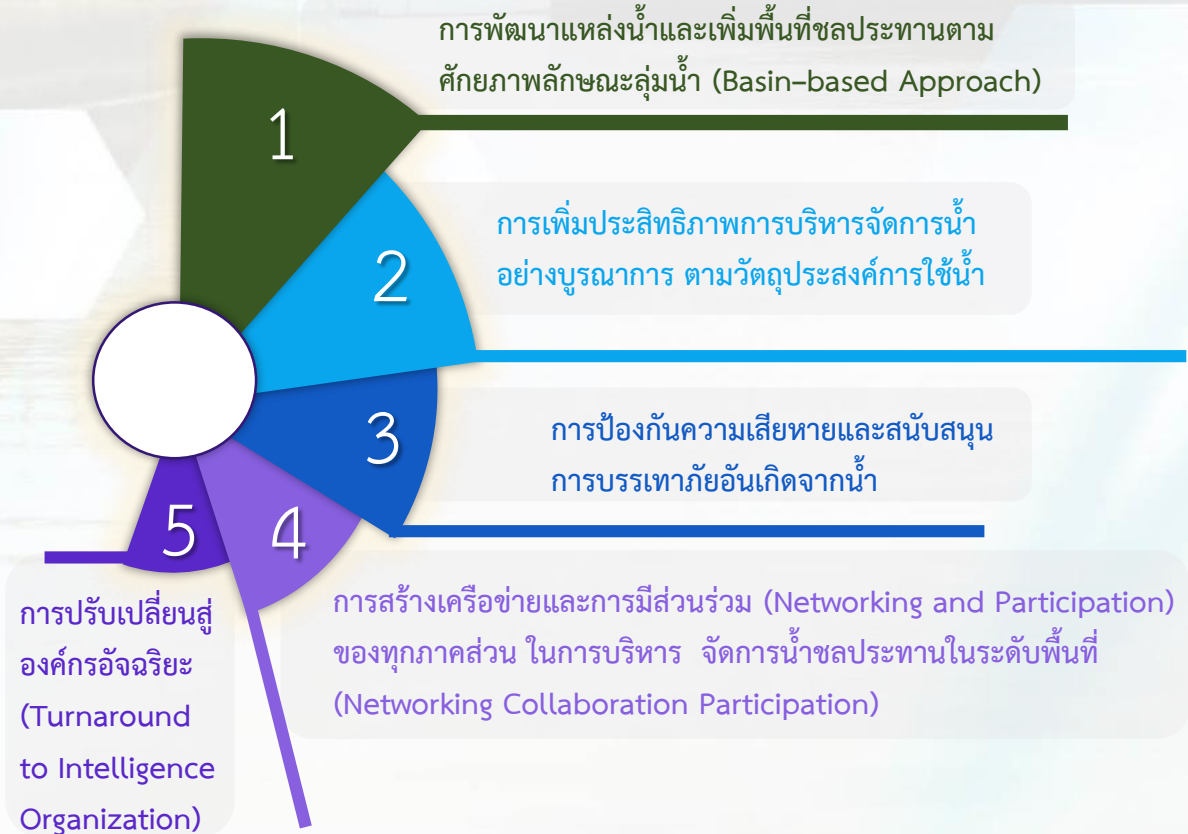 1
การพัฒนาแหล่งน้ำและเพิ่มพื้นที่ชลประทานตาม
ศักยภาพลักษณะลุ่มน้ำ (Basin–based Approach)
2
การเพิ่มประสิทธิภาพการบริหารจัดการน้ำ
อย่างบูรณาการ ตามวัตถุประสงค์การใช้น้ำ
3
การป้องกันความเสียหายและสนับสนุน
การบรรเทาภัยอันเกิดจากน้ำ
4
การสร้างเครือข่ายและการมีส่วนร่วม (Networking and Participation)
ของทุกภาคส่วน ในการบริหาร จัดการน้ำชลประทานในระดับพื้นที่
(Networking Collaboration Participation)
5
การปรับเปลี่ยนสู่
องค์กรอัจฉริยะ
(Turnaround
to Intelligence
Organization)